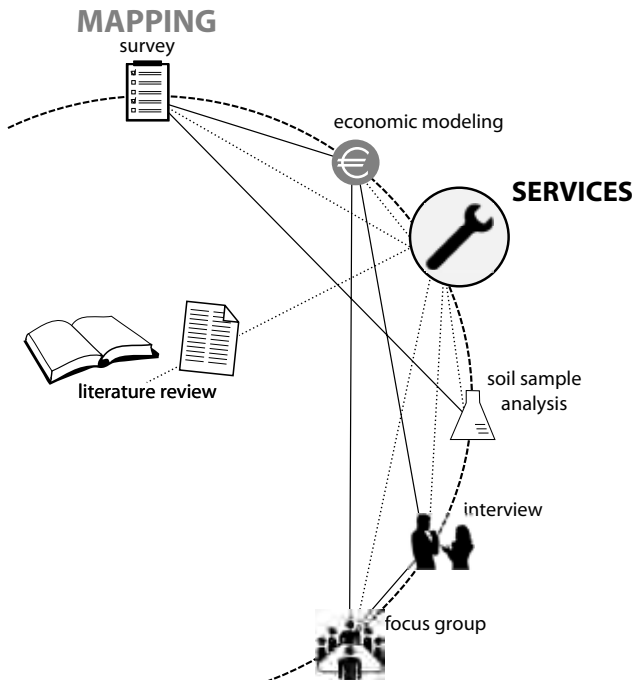 MAPPING
survey
economic modeling
SERVICES
literature review
soil sample
analysis
interview
focus group